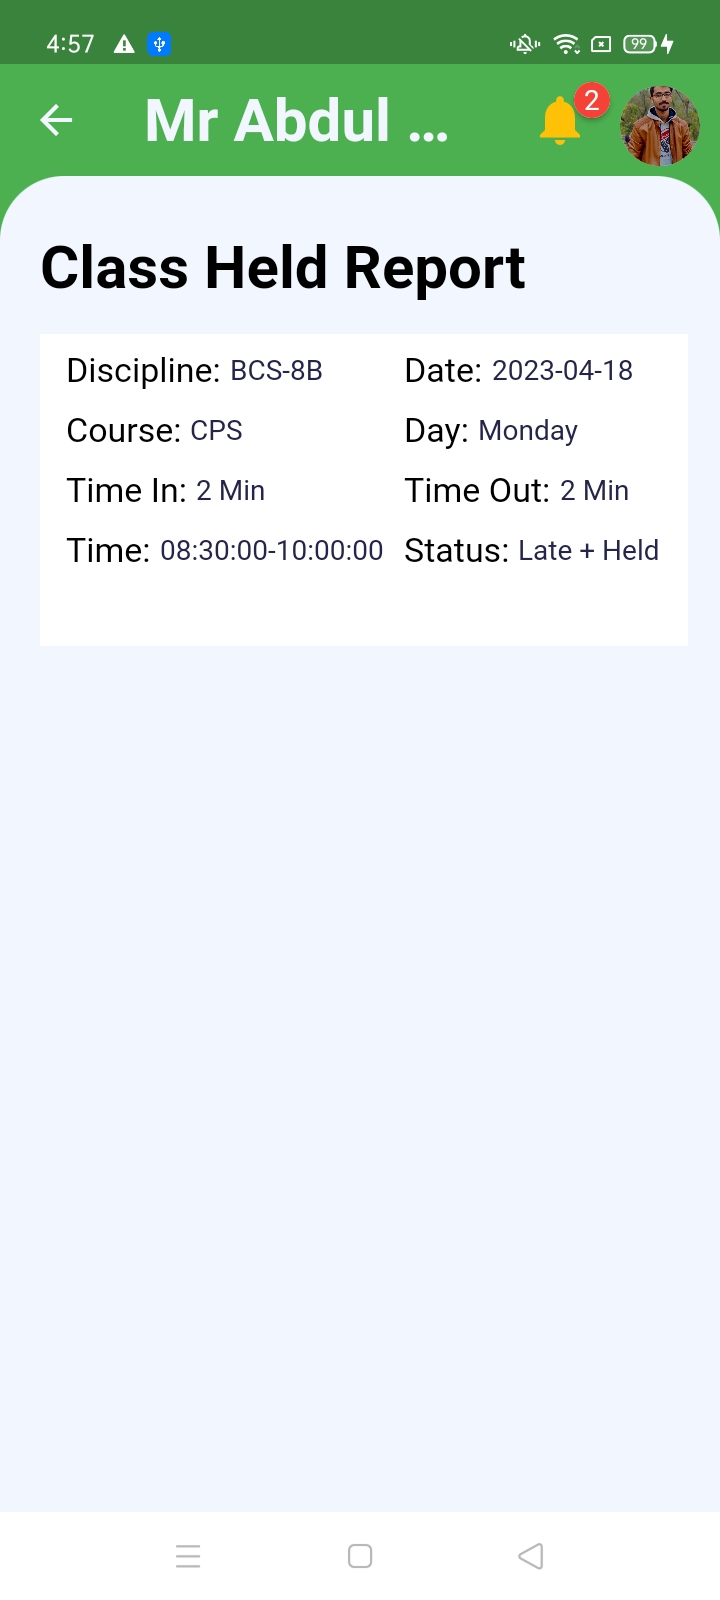 4:57 99
Mr Abdul ... 2
Class Held Report
Discipline: BCS-8B Date: 2023-04-18
Course: CPS Day: Monday
Time In: 2 Min Time Out: 2 Min
Time: 08:30:00-10:00:00 Status: Late + Held